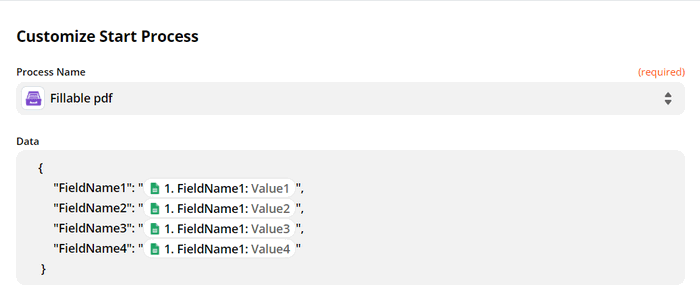 Customize Start Process
Process Name (required)
Fillable pdf
Data
{
"FieldName1": " 1. FieldName1: Value1 ",
"FieldName2": " 1. FieldName1: Value2 ",
"FieldName3": " 1. FieldName1: Value3 ",
"FieldName4": " 1. FieldName1: Value4 "
}